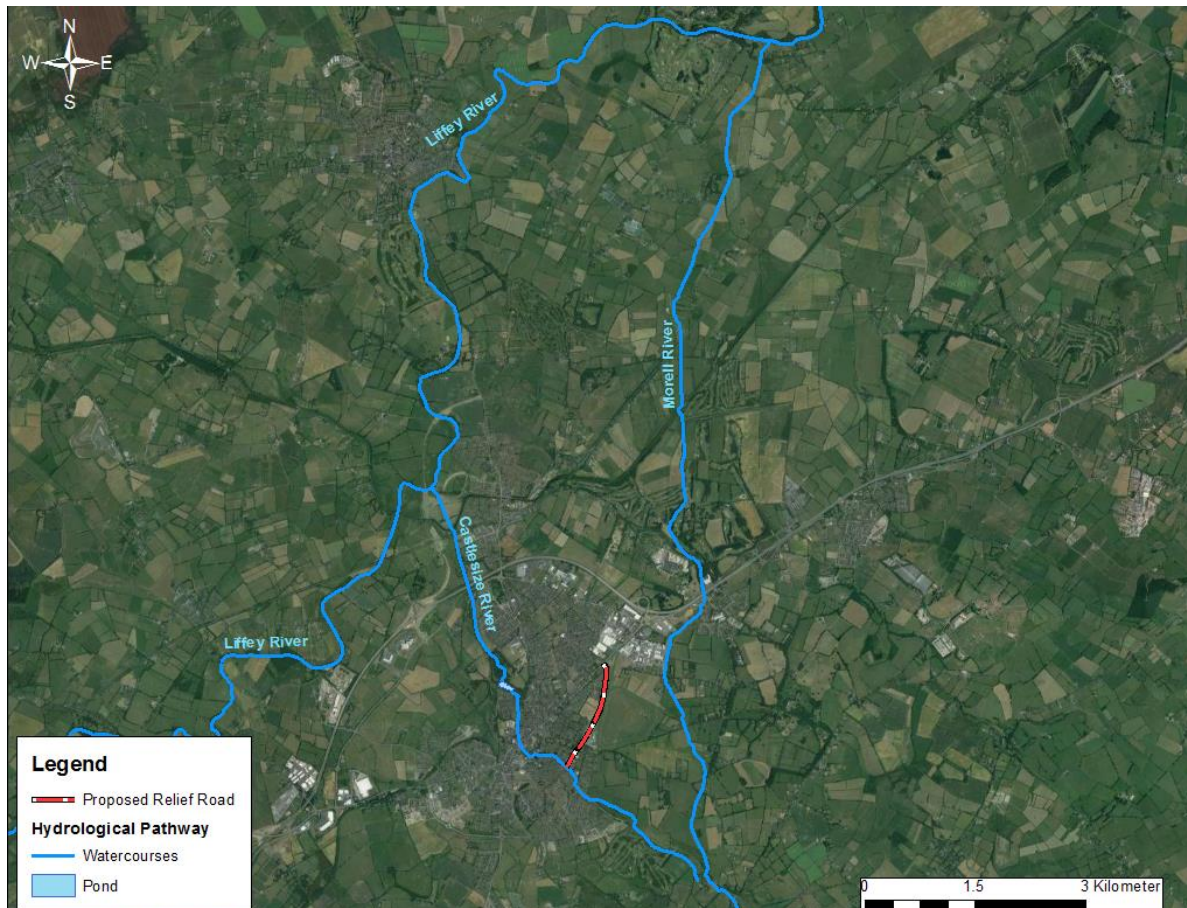 N
W E
S
Liffey River
Morell River
Castlesize River
Liffey River
Legend
Proposed Relief Road
Hydrological Pathway
Watercourses
Pond
0 1.5 3 Kilometer